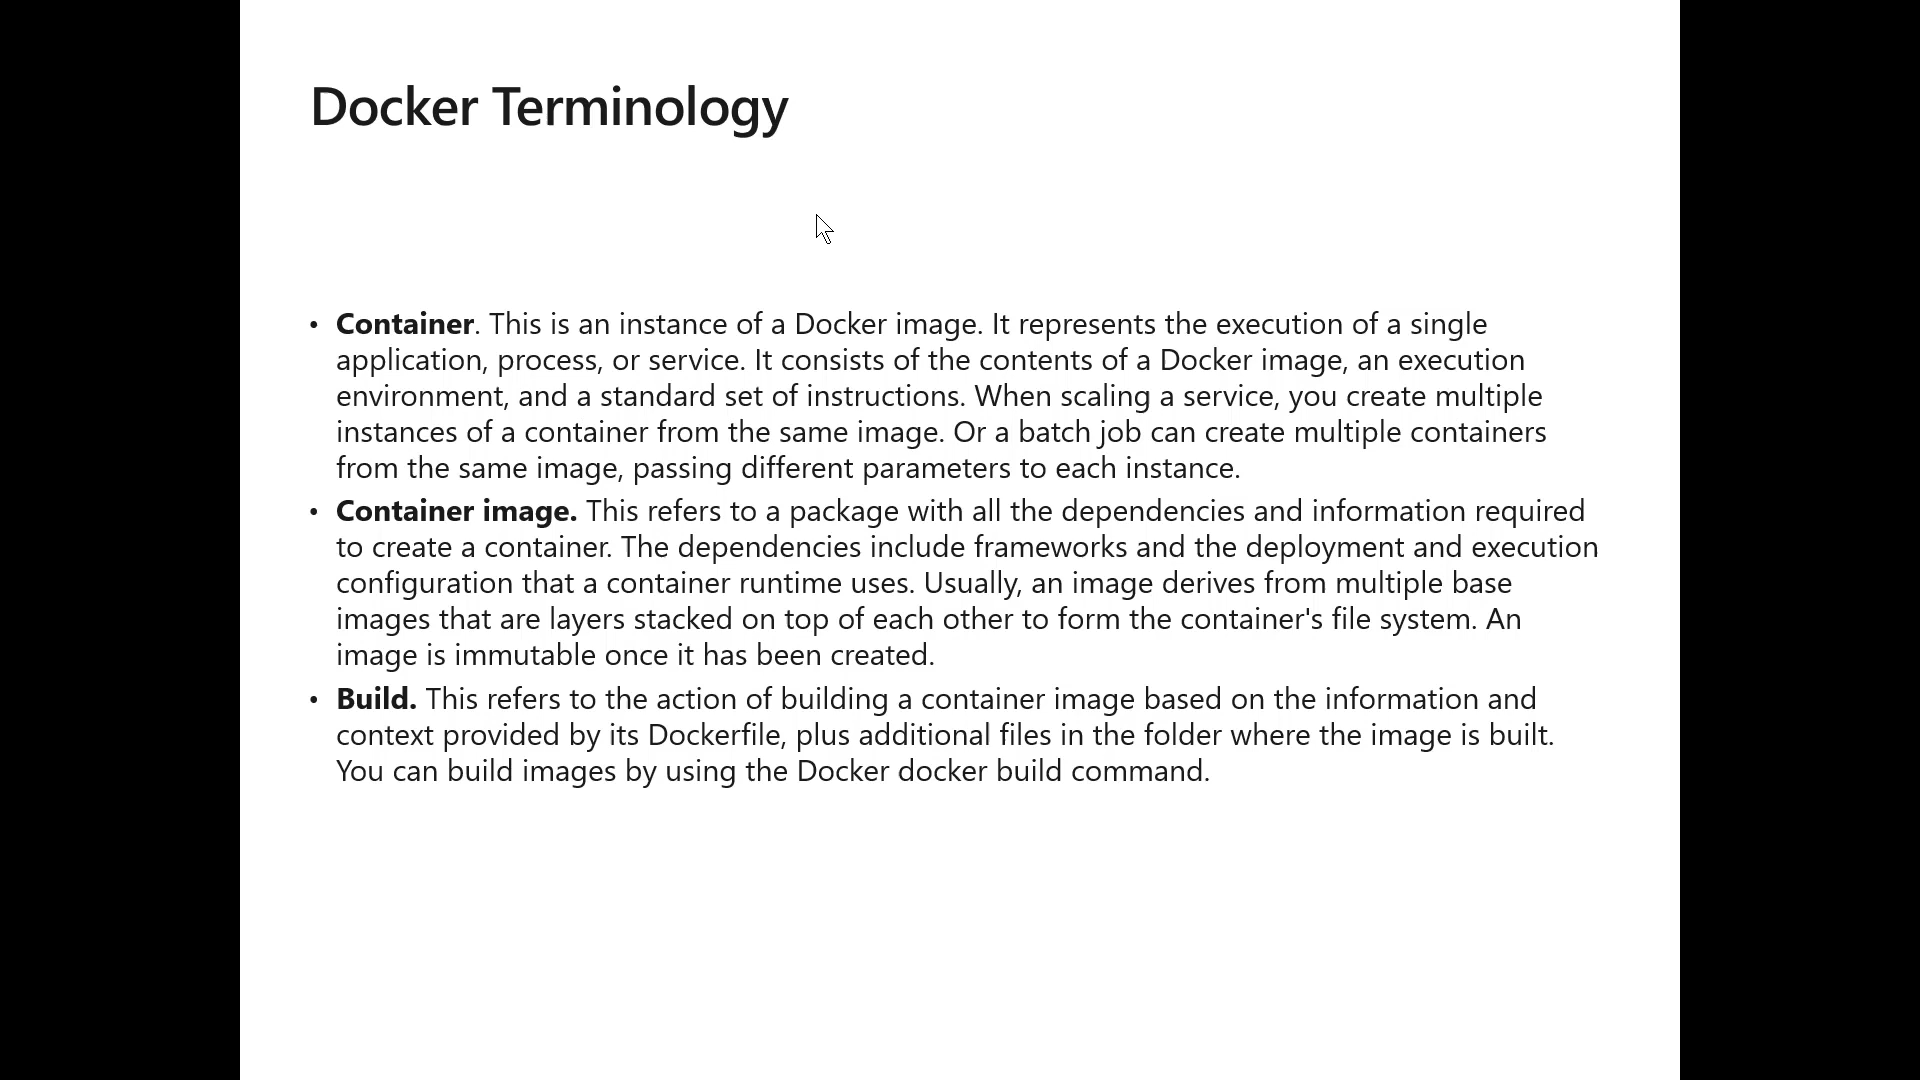 Docker Terminology
• Container. This is an instance of a Docker image. It represents the execution of a single
application, process, or service. It consists of the contents of a Docker image, an execution
environment, and a standard set of instructions. When scaling a service, you create multiple
instances of a container from the same image. Or a batch job can create multiple containers
from the same image, passing different parameters to each instance.
• Container image. This refers to a package with all the dependencies and information required
to create a container. The dependencies include frameworks and the deployment and execution
configuration that a container runtime uses. Usually, an image derives from multiple base
images that are layers stacked on top of each other to form the container's file system. An
image is immutable once it has been created.
• Build. This refers to the action of building a container image based on the information and
context provided by its Dockerfile, plus additional files in the folder where the image is built.
You can build images by using the Docker docker build command.